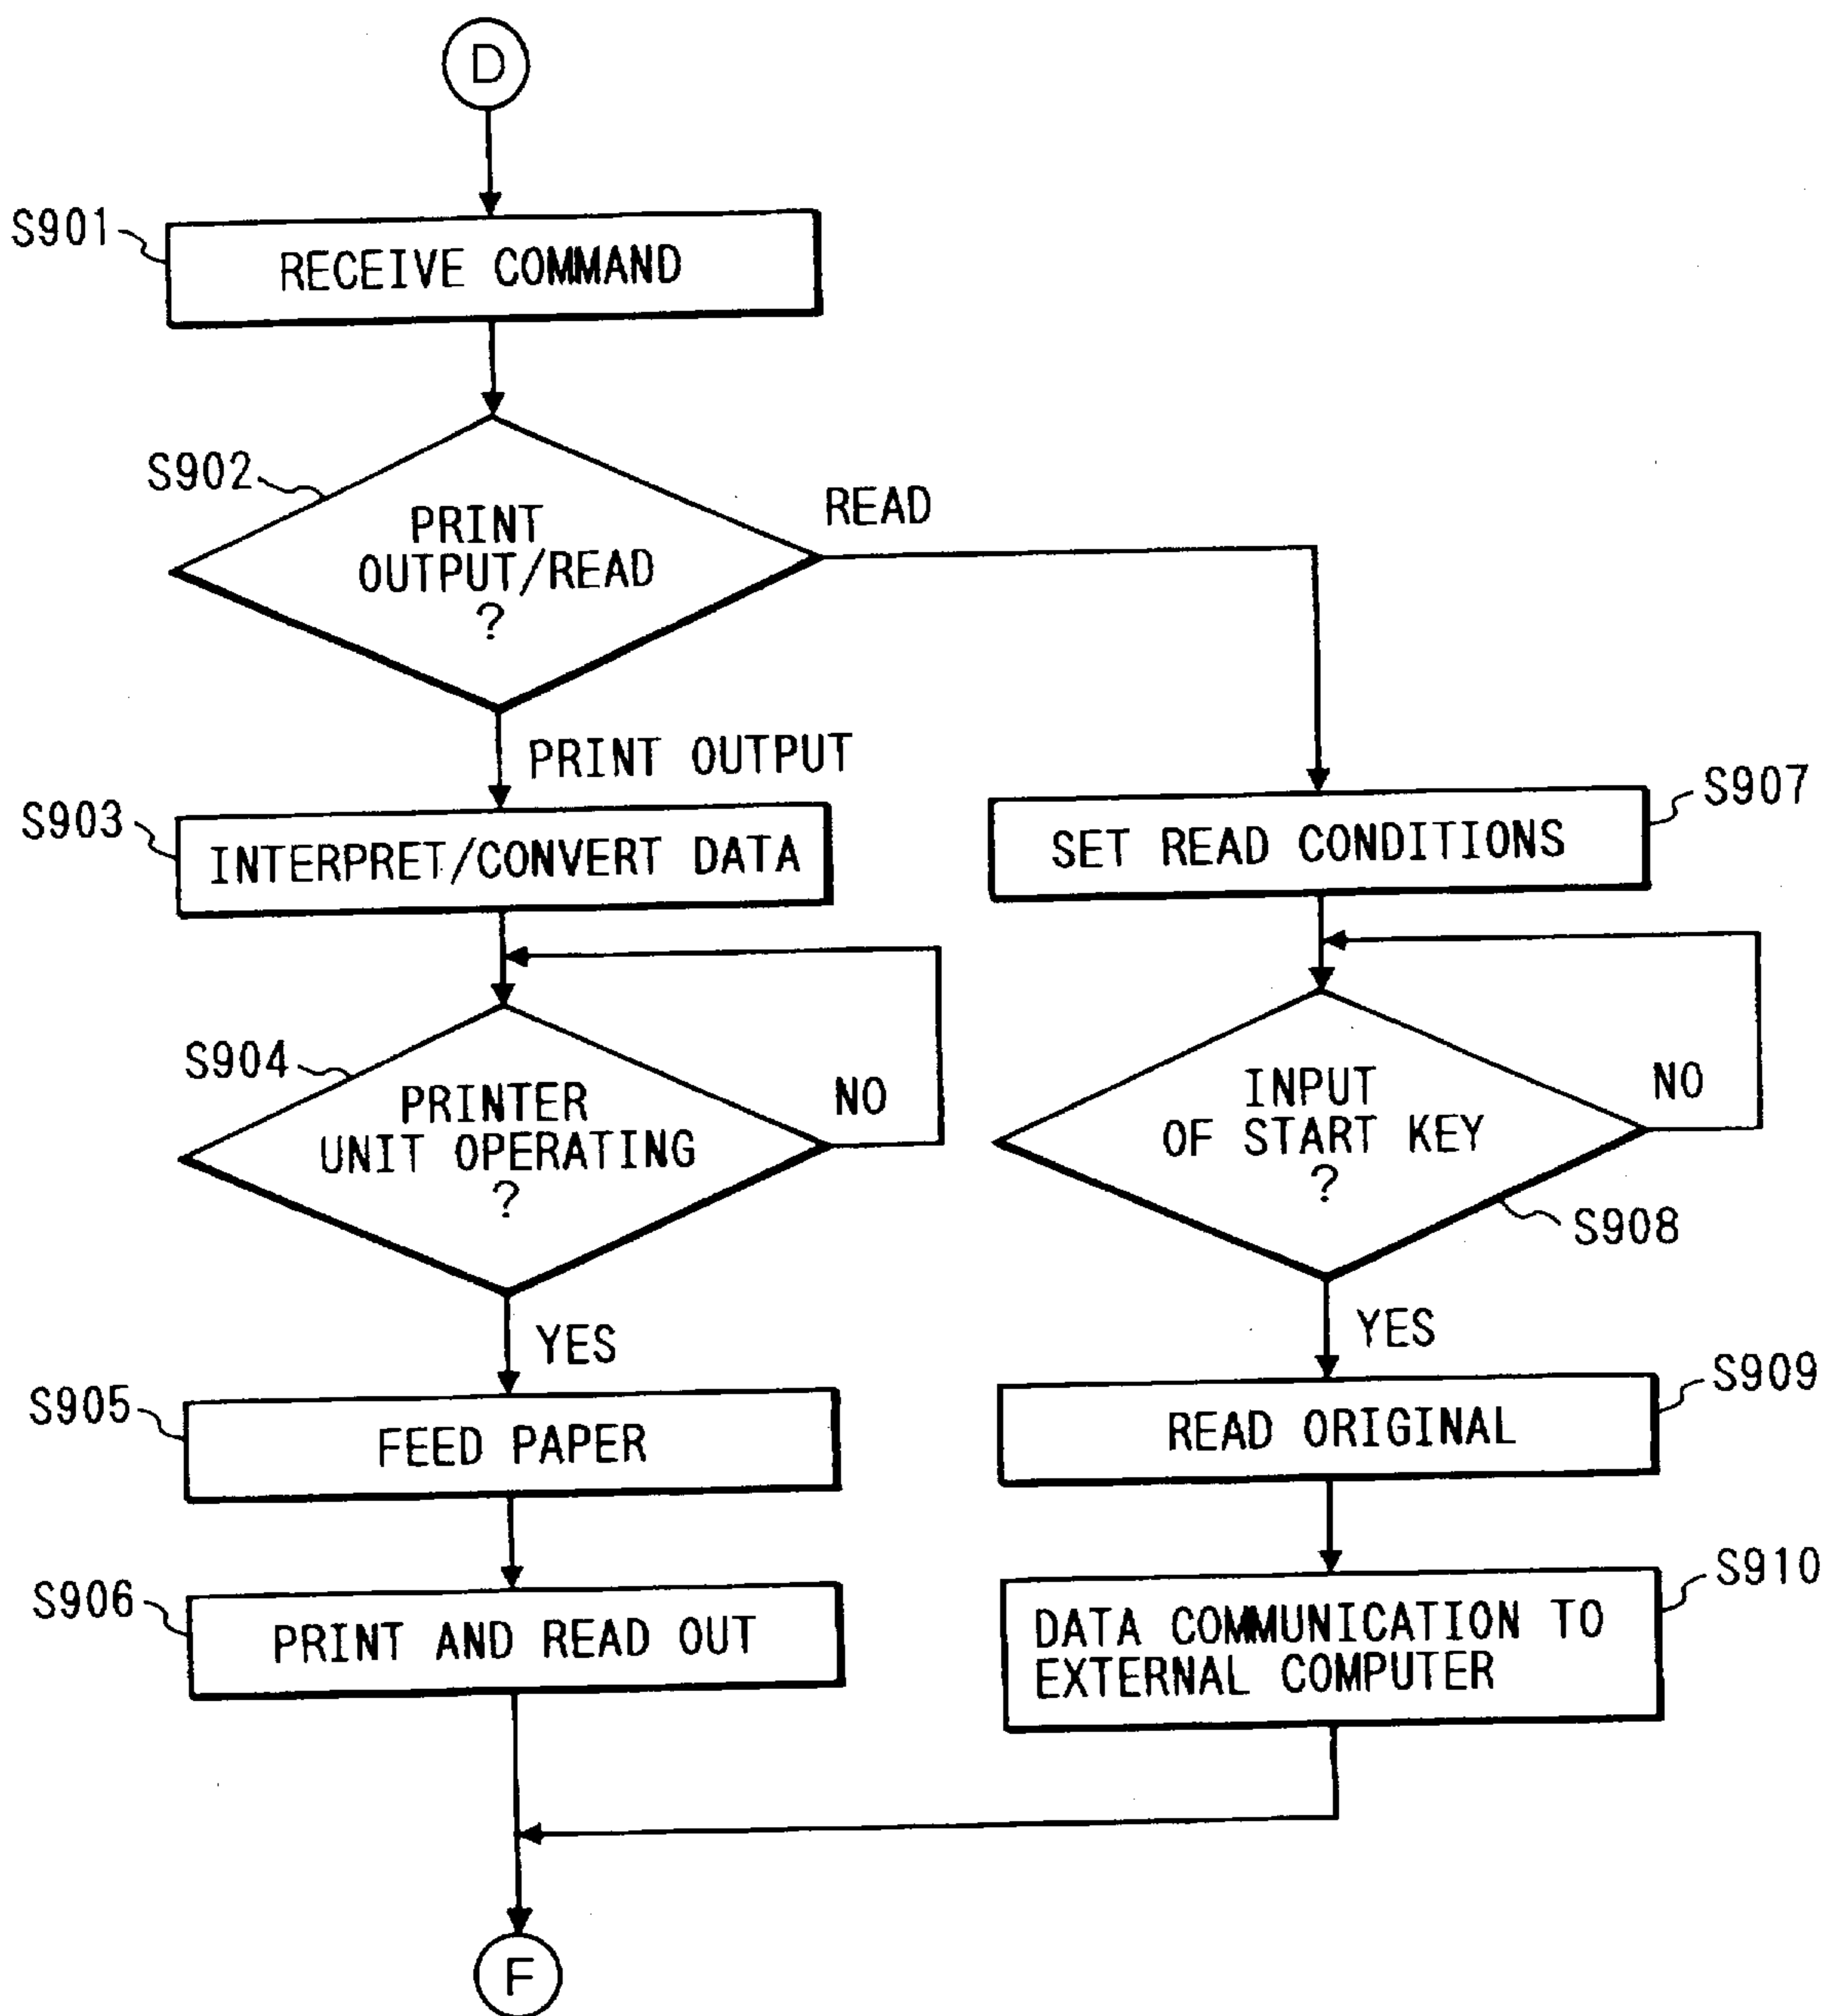 D
S901
RECEIVE COMMAND
S902
PRINT
OUTPUT/READ
?
READ
PRINT OUTPUT
S903
INTERPRET/CONVERT DATA
S907
SET READ CONDITIONS
S904
PRINTER
UNIT OPERATING
?
NO
INPUT
OF START KEY
?
NO
S908
YES
YES
S905
FEED PAPER
S909
READ ORIGINAL
S906
PRINT AND READ OUT
S910
DATA COMMUNICATION TO
EXTERNAL COMPUTER
F